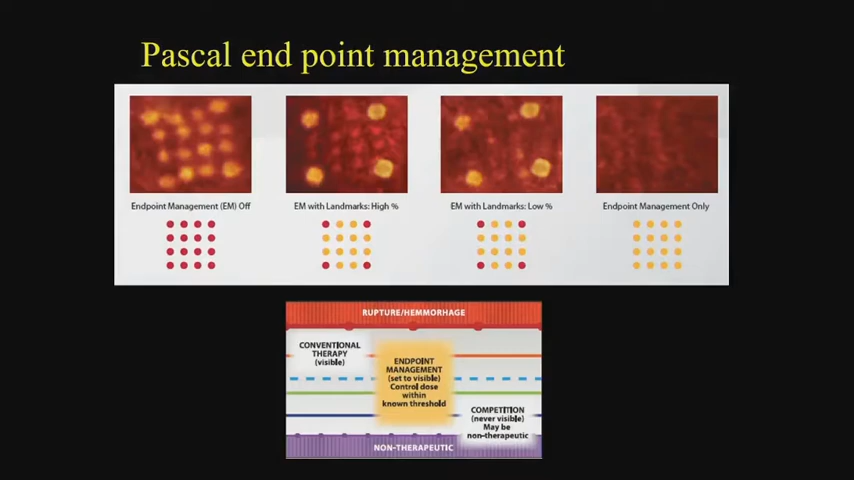 Pascal end point management
Endpoint Management (EM) Off
EM with Landmarks: High %
EM with Landmarks: Low %
Endpoint Management Only
RUPTURE/HEMMORHAGE
CONVENTIONAL
THERAPY
(visible)
ENDPOINT
MANAGEMENT
(set to visible)
Control dose
within
known threshold
COMPETITION
(never visible)
May be
non-therapeutic
NON-THERAPEUTIC